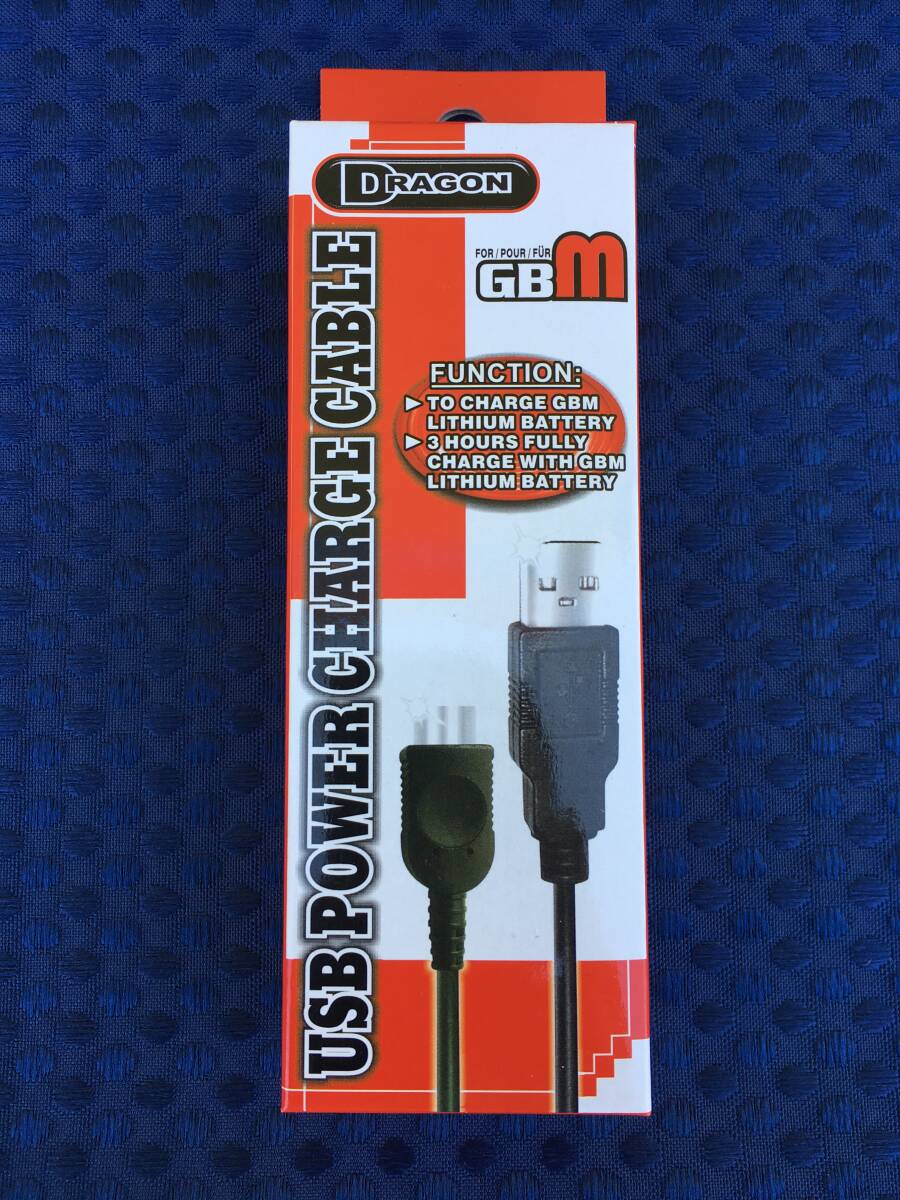 DRAGON
FOR / POUR / FÜR
GBM
USB POWER CHARGE CABLE
FUNCTION:
TO CHARGE GBM
LITHIUM BATTERY
3 HOURS FULLY
CHARGE WITH GBM
LITHIUM BATTERY